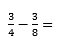 3/4 − 3/8 =